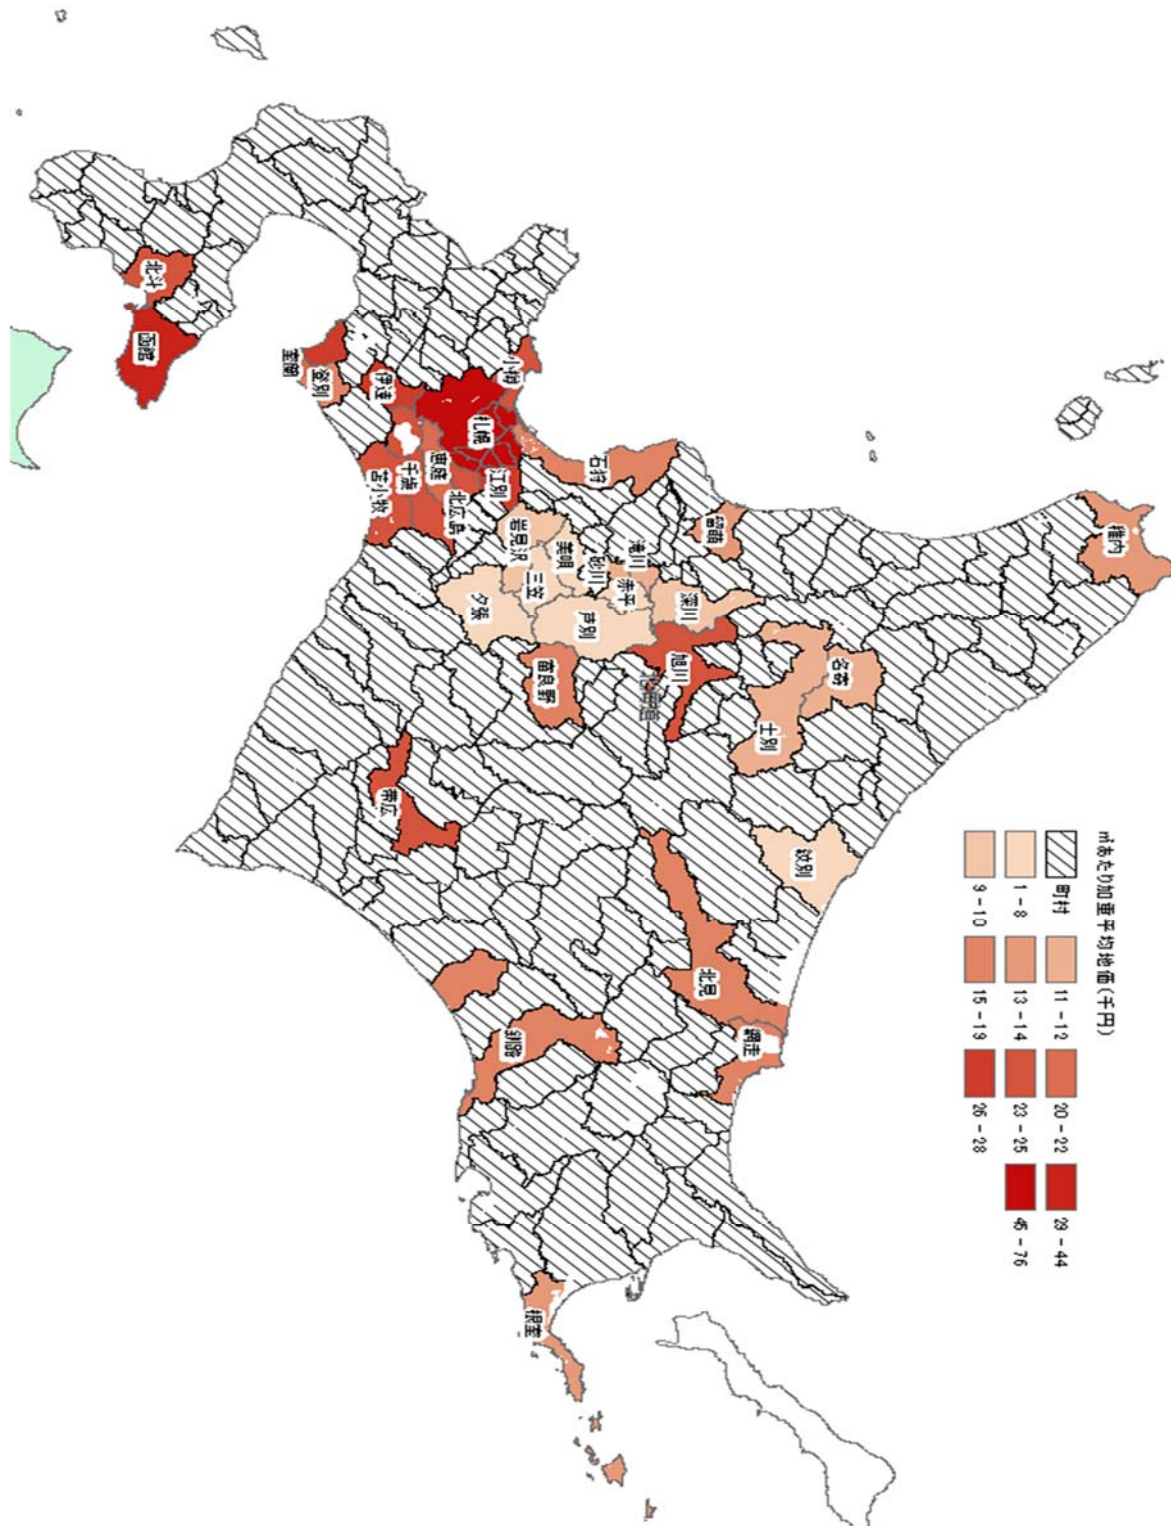 ㎡あたり加重平均地価(千円)
町村
1 - 8
9 - 10
11 - 12
13 - 14
15 - 19
20 - 22
23 - 25
26 - 28
29 - 44
45 - 76
稚内
留萌
名寄
士別
紋別
石狩
深川
旭川
北海道
滝川
赤平
砂川
芦別
美唄
三笠
岩見沢
夕張
富良野
北見
網走
小樽
札幌
江別
北広島
恵庭
千歳
苫小牧
伊達
登別
室蘭
帯広
釧路
根室
北斗
函館